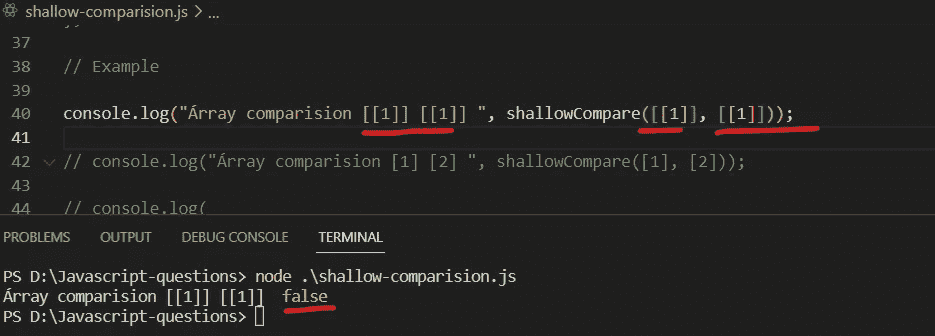 shallow-comparision.js > ...
37
38 // Example
39
40 console.log("Árray comparision [[1]] [[1]] ", shallowCompare([[1]], [[1]]));
41
42 // console.log("Árray comparision [1] [2] ", shallowCompare([1], [2]));
43
44 // console.log(
PROBLEMS OUTPUT DEBUG CONSOLE TERMINAL
PS D:\Javascript-questions> node .\shallow-comparision.js
Árray comparision [[1]] [[1]]  false
PS D:\Javascript-questions>